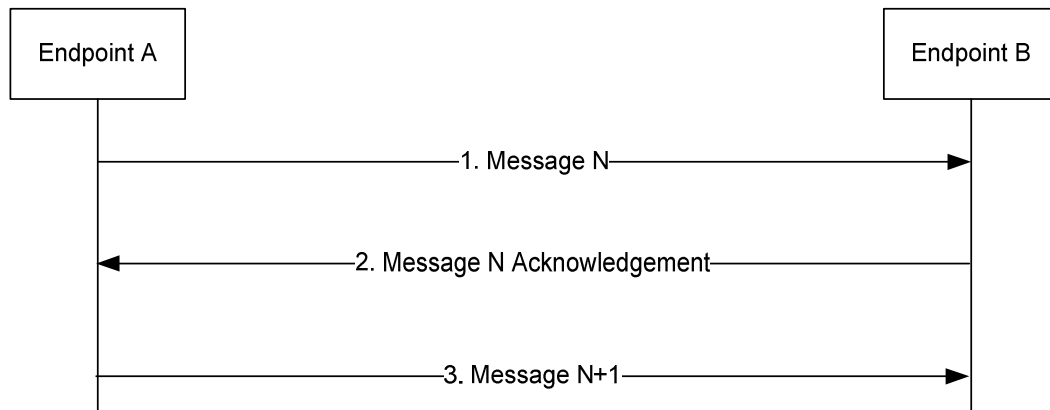 Endpoint A
Endpoint B
1. Message N
2. Message N Acknowledgement
3. Message N+1